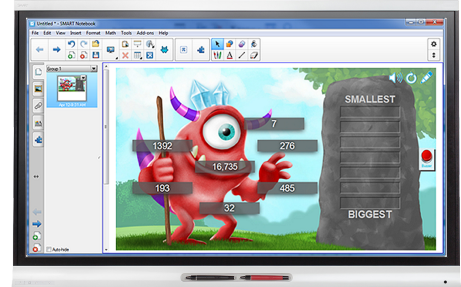 Untitled * - SMART Notebook
File Edit View Insert Format Math Tools Add-ons Help
Group 1
SMALLEST
7
1392
276
16,735
193
485
32
BIGGEST
Auto-hide